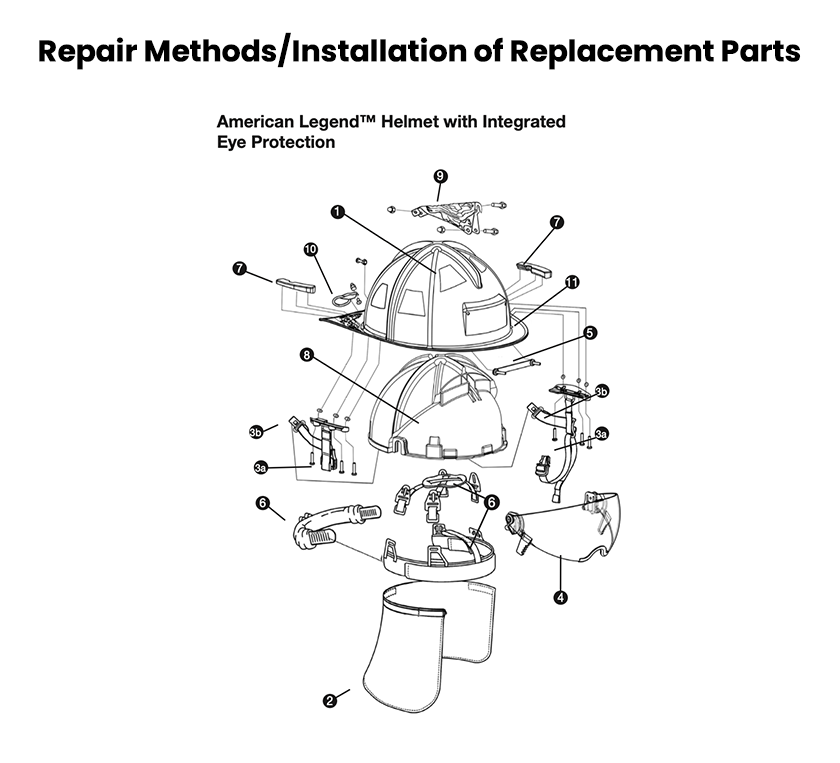 Repair Methods/Installation of Replacement Parts
American Legend™ Helmet with Integrated
Eye Protection
9
1
7
10
7
11
5
8
3b
3b
3a
3a
6
6
4
2